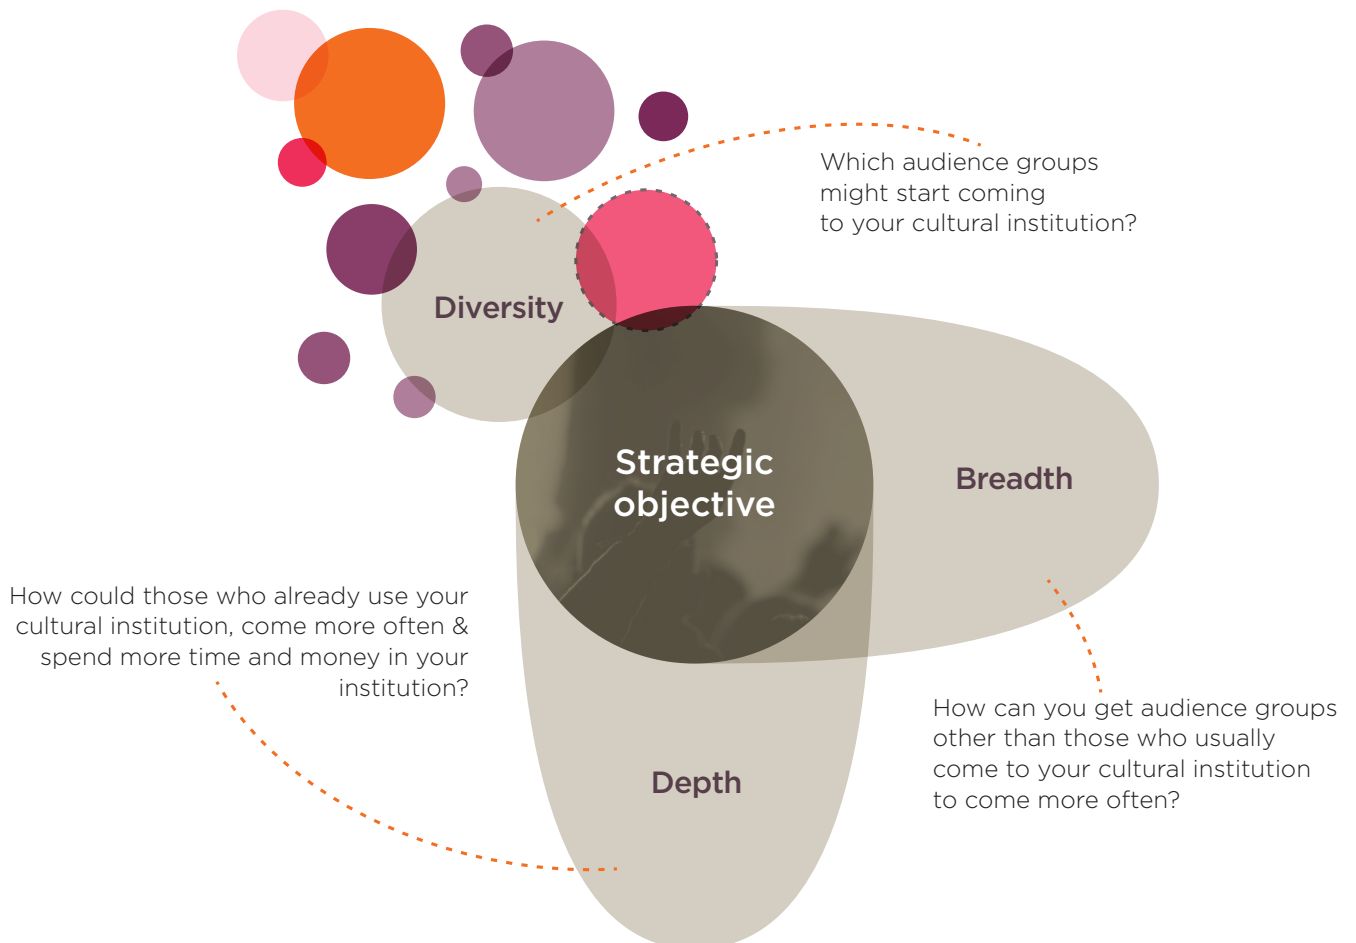 Which audience groups
might start coming
to your cultural institution?
Diversity
Strategic
objective
Breadth
How could those who already use your
cultural institution, come more often &
spend more time and money in your
institution?
How can you get audience groups
other than those who usually
come to your cultural institution
to come more often?
Depth